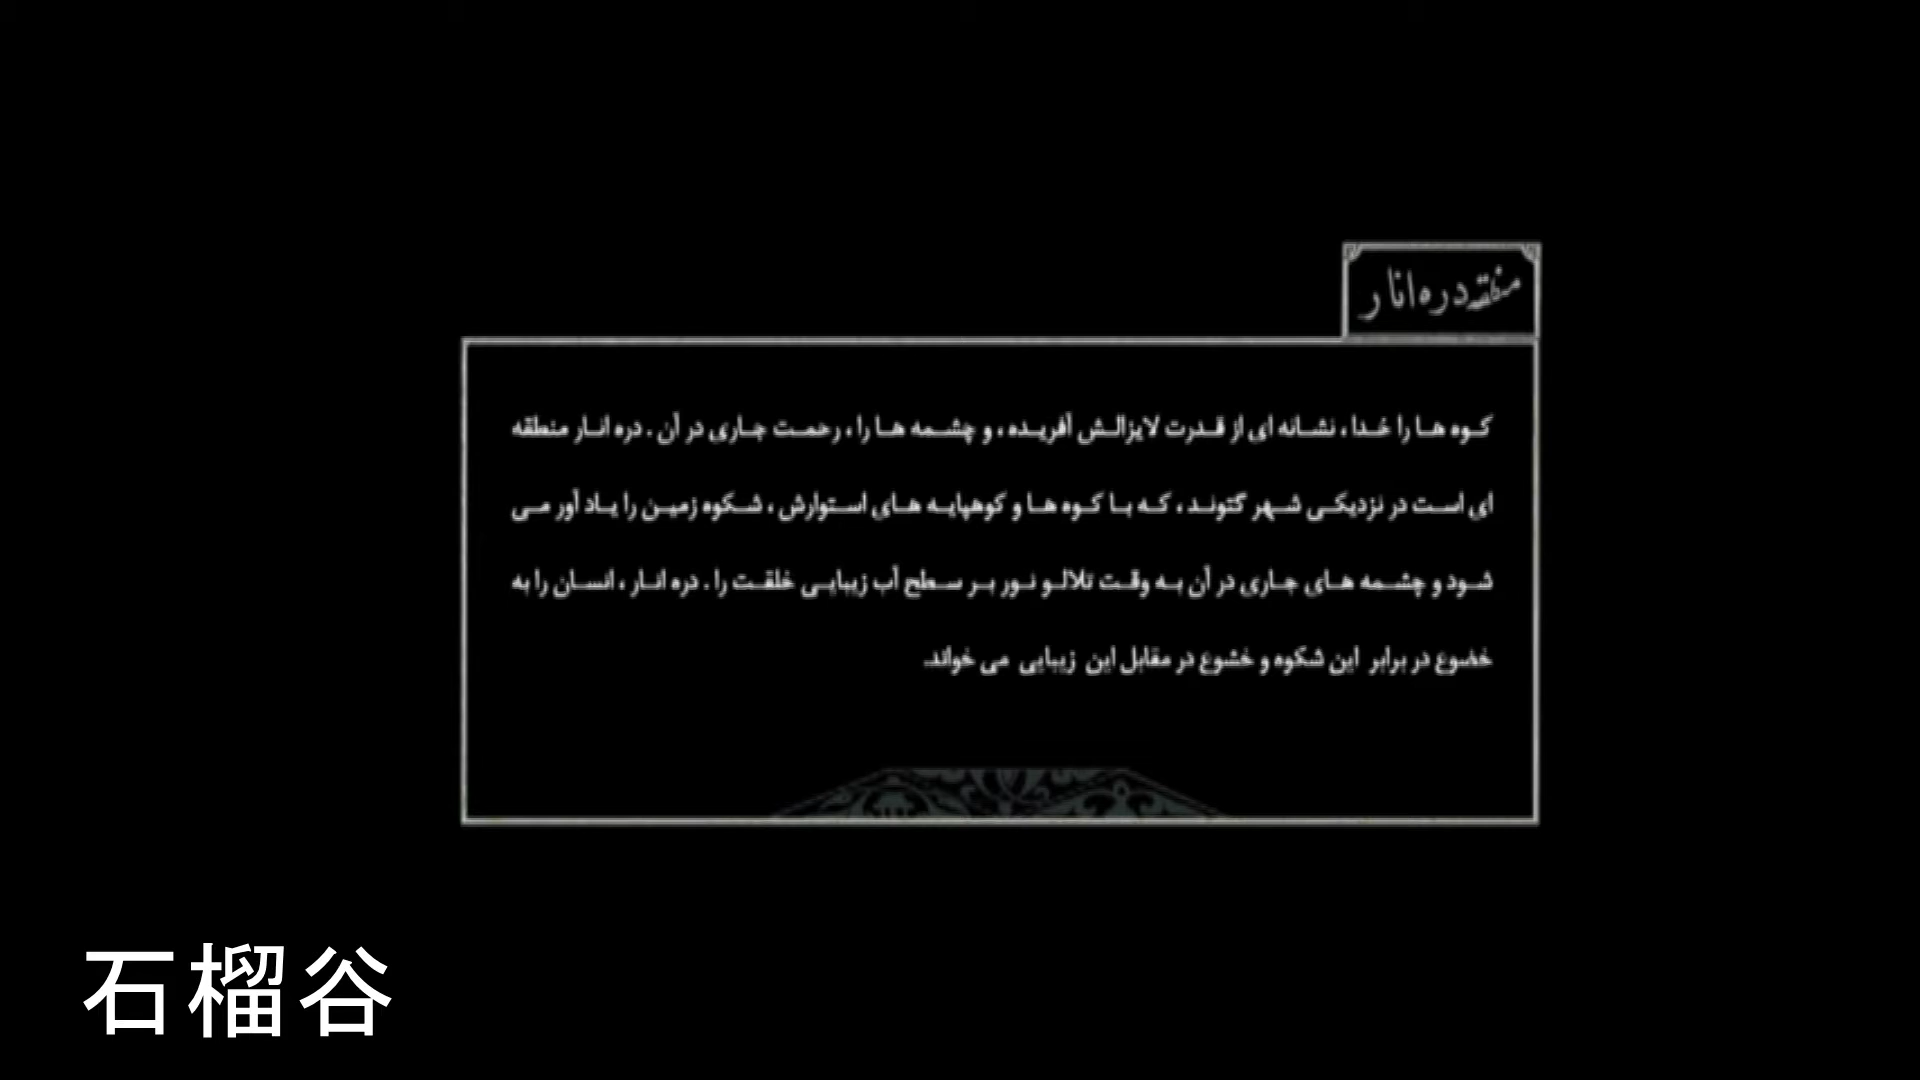 منطقه دره انار
کوه ها را خدا ، نشانه ای از قدرت لایزالش آفریده ، و چشمه ها را ، رحمت جاری در آن . دره انار منطقه
ای است در نزدیکی شهر گتوند ، که با کوه ها و کوهپایه های استوارش ، شکوه زمین را یاد آور می
شود و چشمه های جاری در آن به وقت تلالو نور بر سطح آب زیبایی خلقت را . دره انار ، انسان را به
خضوع در برابر این شکوه و خشوع در مقابل این زیبایی می خواند.
石榴谷